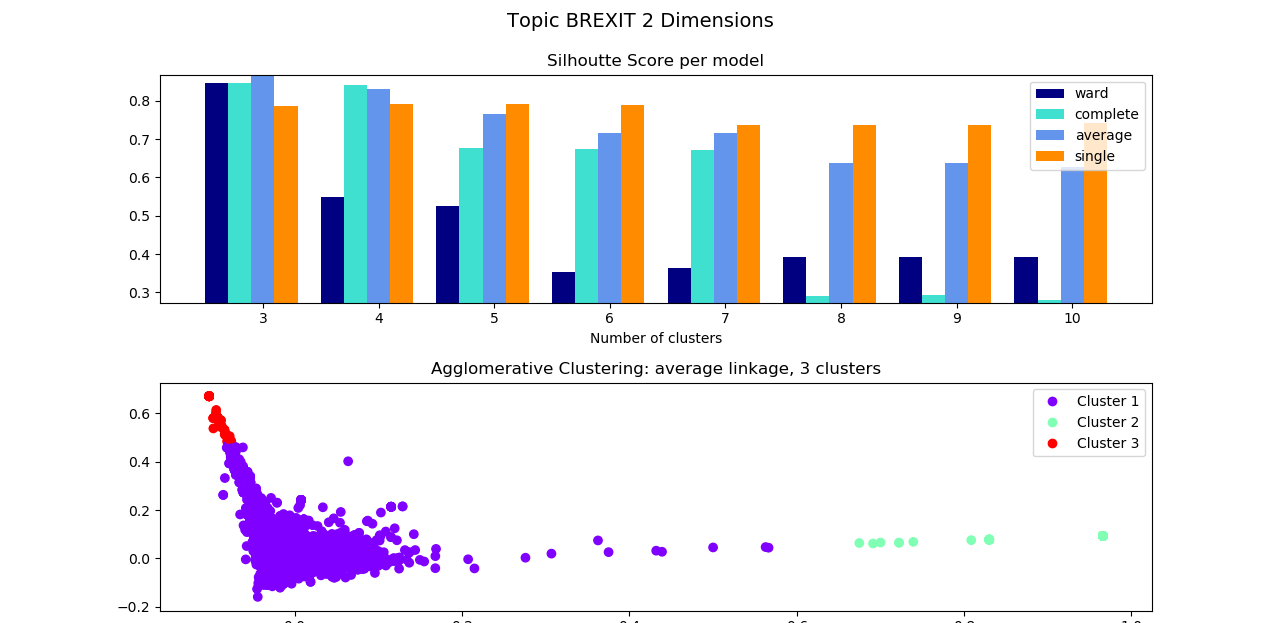 Topic BREXIT 2 Dimensions
Silhoutte Score per model
0.8
0.7
0.6
0.5
0.4
0.3
ward
complete
average
single
3 4 5 6 7 8 9 10
Number of clusters
Agglomerative Clustering: average linkage, 3 clusters
0.6
0.4
0.2
0.0
−0.2
Cluster 1
Cluster 2
Cluster 3